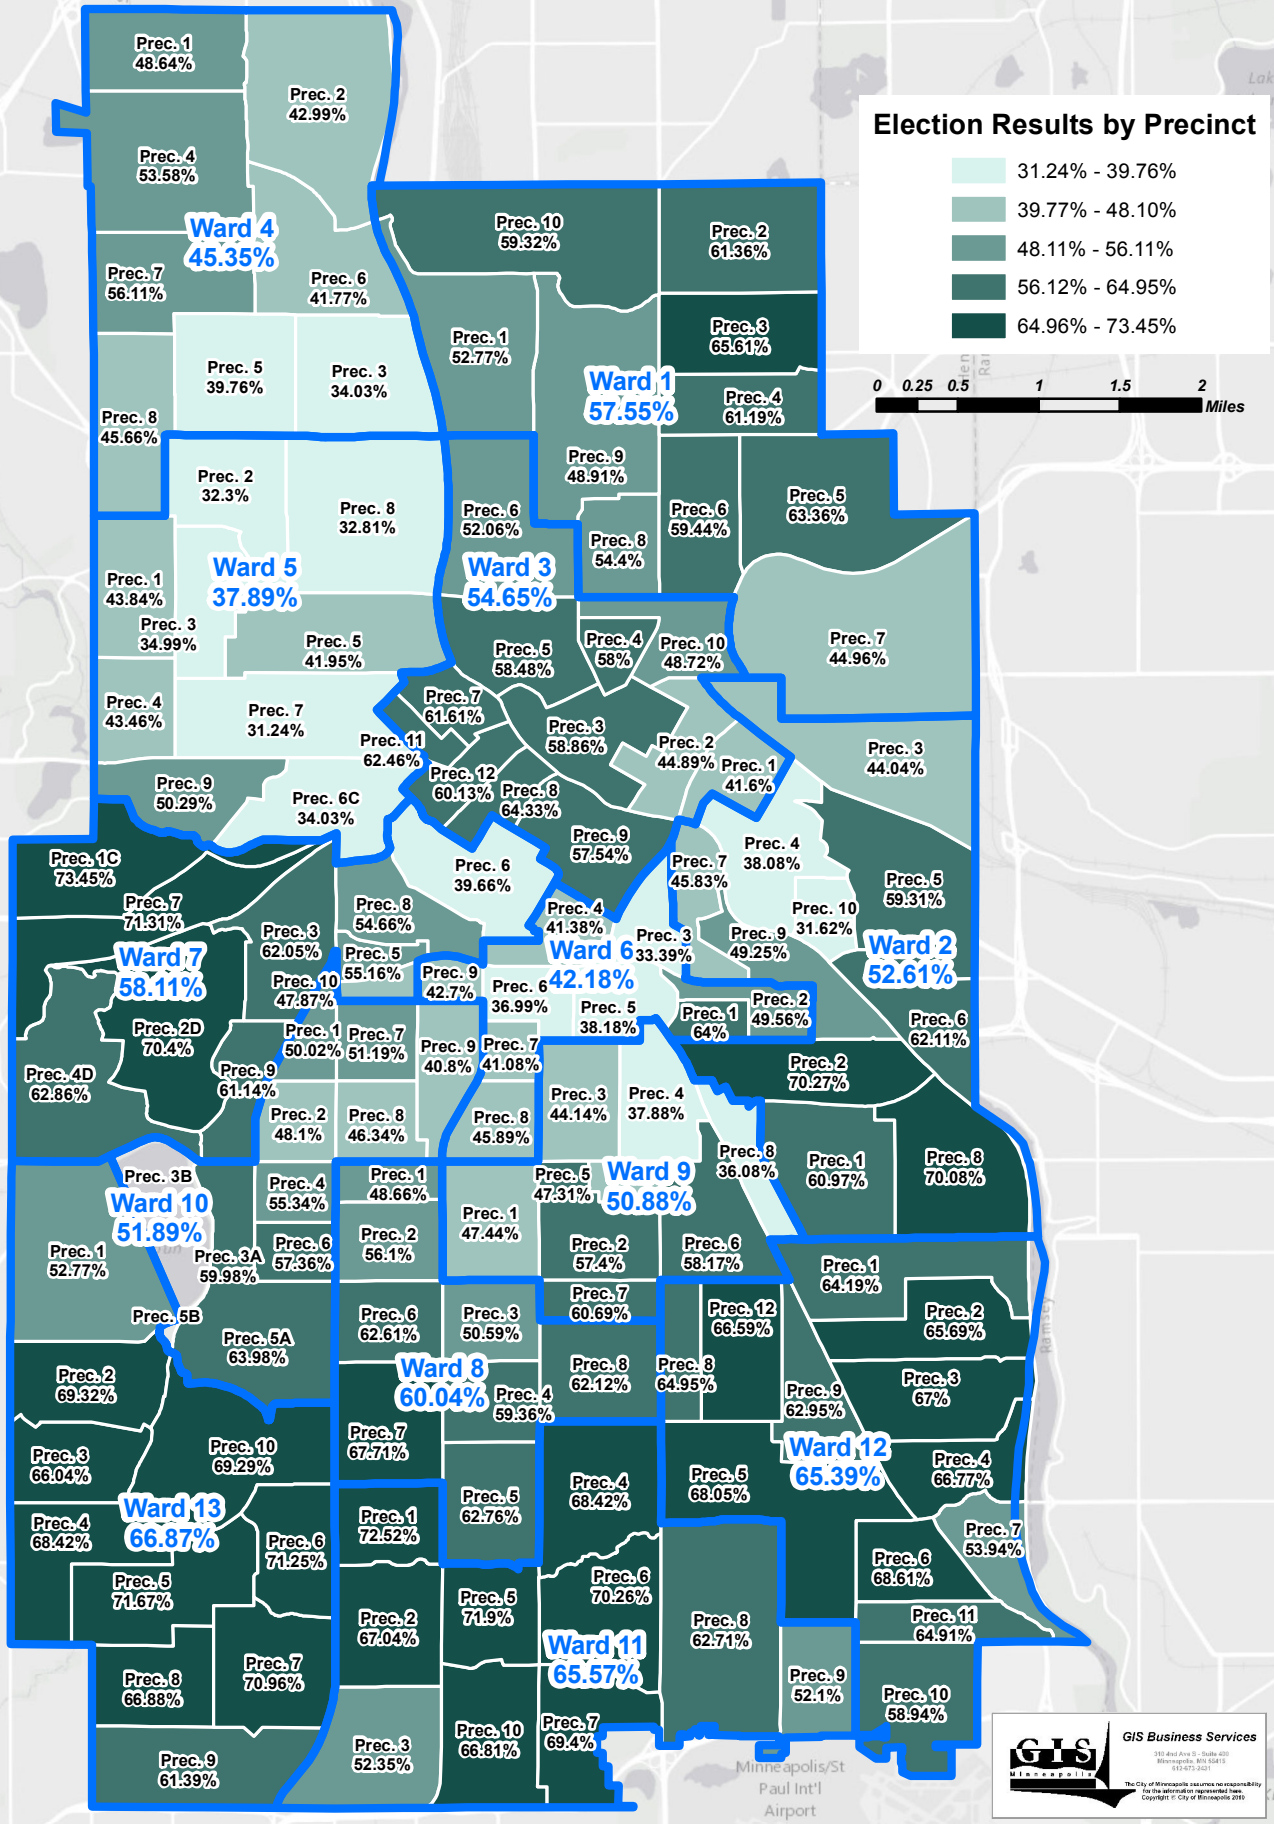 Election Results by Precinct
31.24% - 39.76%
39.77% - 48.10%
48.11% - 56.11%
56.12% - 64.95%
64.96% - 73.45%
0 0.25 0.5 1 1.5 2
Miles
Prec. 1
48.64%
Prec. 2
42.99%
Prec. 4
53.58%
Ward 4
45.35%
Prec. 7
56.11%
Prec. 6
41.77%
Prec. 5
39.76%
Prec. 3
34.03%
Prec. 8
45.66%
Prec. 10
59.32%
Prec. 2
61.36%
Prec. 1
52.77%
Prec. 3
65.61%
Ward 1
57.55%
Prec. 4
61.19%
Prec. 9
48.91%
Prec. 6
59.44%
Prec. 5
63.36%
Prec. 8
54.4%
Prec. 7
44.96%
Prec. 2
32.3%
Prec. 8
32.81%
Ward 5
37.89%
Prec. 1
43.84%
Prec. 3
34.99%
Prec. 5
41.95%
Prec. 4
43.46%
Prec. 7
31.24%
Prec. 9
50.29%
Prec. 6C
34.03%
Prec. 6
52.06%
Ward 3
54.65%
Prec. 5
58.48%
Prec. 4
58%
Prec. 10
48.72%
Prec. 7
61.61%
Prec. 3
58.86%
Prec. 2
44.89%
Prec. 1
41.6%
Prec. 11
62.46%
Prec. 12
60.13%
Prec. 8
64.33%
Prec. 9
57.54%
Prec. 6
39.66%
Prec. 3
44.04%
Prec. 4
38.08%
Prec. 7
45.83%
Prec. 5
59.31%
Prec. 10
31.62%
Prec. 9
49.25%
Ward 2
52.61%
Prec. 1
64%
Prec. 2
49.56%
Prec. 6
62.11%
Prec. 1C
73.45%
Prec. 7
71.31%
Prec. 3
62.05%
Prec. 8
54.66%
Prec. 5
55.16%
Ward 7
58.11%
Prec. 10
47.87%
Prec. 2D
70.4%
Prec. 4D
62.86%
Prec. 9
61.14%
Prec. 4
41.38%
Ward 6
42.18%
Prec. 3
33.39%
Prec. 9
42.7%
Prec. 6
36.99%
Prec. 5
38.18%
Prec. 7
41.08%
Prec. 8
45.89%
Prec. 1
50.02%
Prec. 7
51.19%
Prec. 9
40.8%
Prec. 2
48.1%
Prec. 8
46.34%
Prec. 3B
Ward 10
51.89%
Prec. 4
55.34%
Prec. 6
57.36%
Prec. 3A
59.98%
Prec. 5B
Prec. 5A
63.98%
Prec. 3
44.14%
Prec. 4
37.88%
Prec. 8
36.08%
Prec. 5
47.31%
Ward 9
50.88%
Prec. 1
47.44%
Prec. 2
57.4%
Prec. 6
58.17%
Prec. 7
60.69%
Prec. 2
70.27%
Prec. 1
60.97%
Prec. 8
70.08%
Prec. 1
48.66%
Prec. 2
56.1%
Prec. 6
62.61%
Prec. 3
50.59%
Prec. 8
62.12%
Ward 8
60.04%
Prec. 4
59.36%
Prec. 7
67.71%
Prec. 5
62.76%
Prec. 1
64.19%
Prec. 12
66.59%
Prec. 2
65.69%
Prec. 8
64.95%
Prec. 3
67%
Prec. 9
62.95%
Ward 12
65.39%
Prec. 4
66.77%
Prec. 5
68.05%
Prec. 7
53.94%
Prec. 6
68.61%
Prec. 11
64.91%
Prec. 10
58.94%
Prec. 1
52.77%
Prec. 2
69.32%
Prec. 3
66.04%
Prec. 10
69.29%
Ward 13
66.87%
Prec. 4
68.42%
Prec. 6
71.25%
Prec. 5
71.67%
Prec. 8
66.88%
Prec. 7
70.96%
Prec. 9
61.39%
Prec. 4
68.42%
Prec. 1
72.52%
Prec. 5
71.9%
Prec. 6
70.26%
Prec. 2
67.04%
Prec. 8
62.71%
Ward 11
65.57%
Prec. 9
52.1%
Prec. 3
52.35%
Prec. 10
66.81%
Prec. 7
69.4%
Ramsey
Minneapolis/St
Paul Int'l
Airport
GIS
Minneapolis
GIS Business Services
The City of Minneapolis assumes no responsibility
for the information represented here.